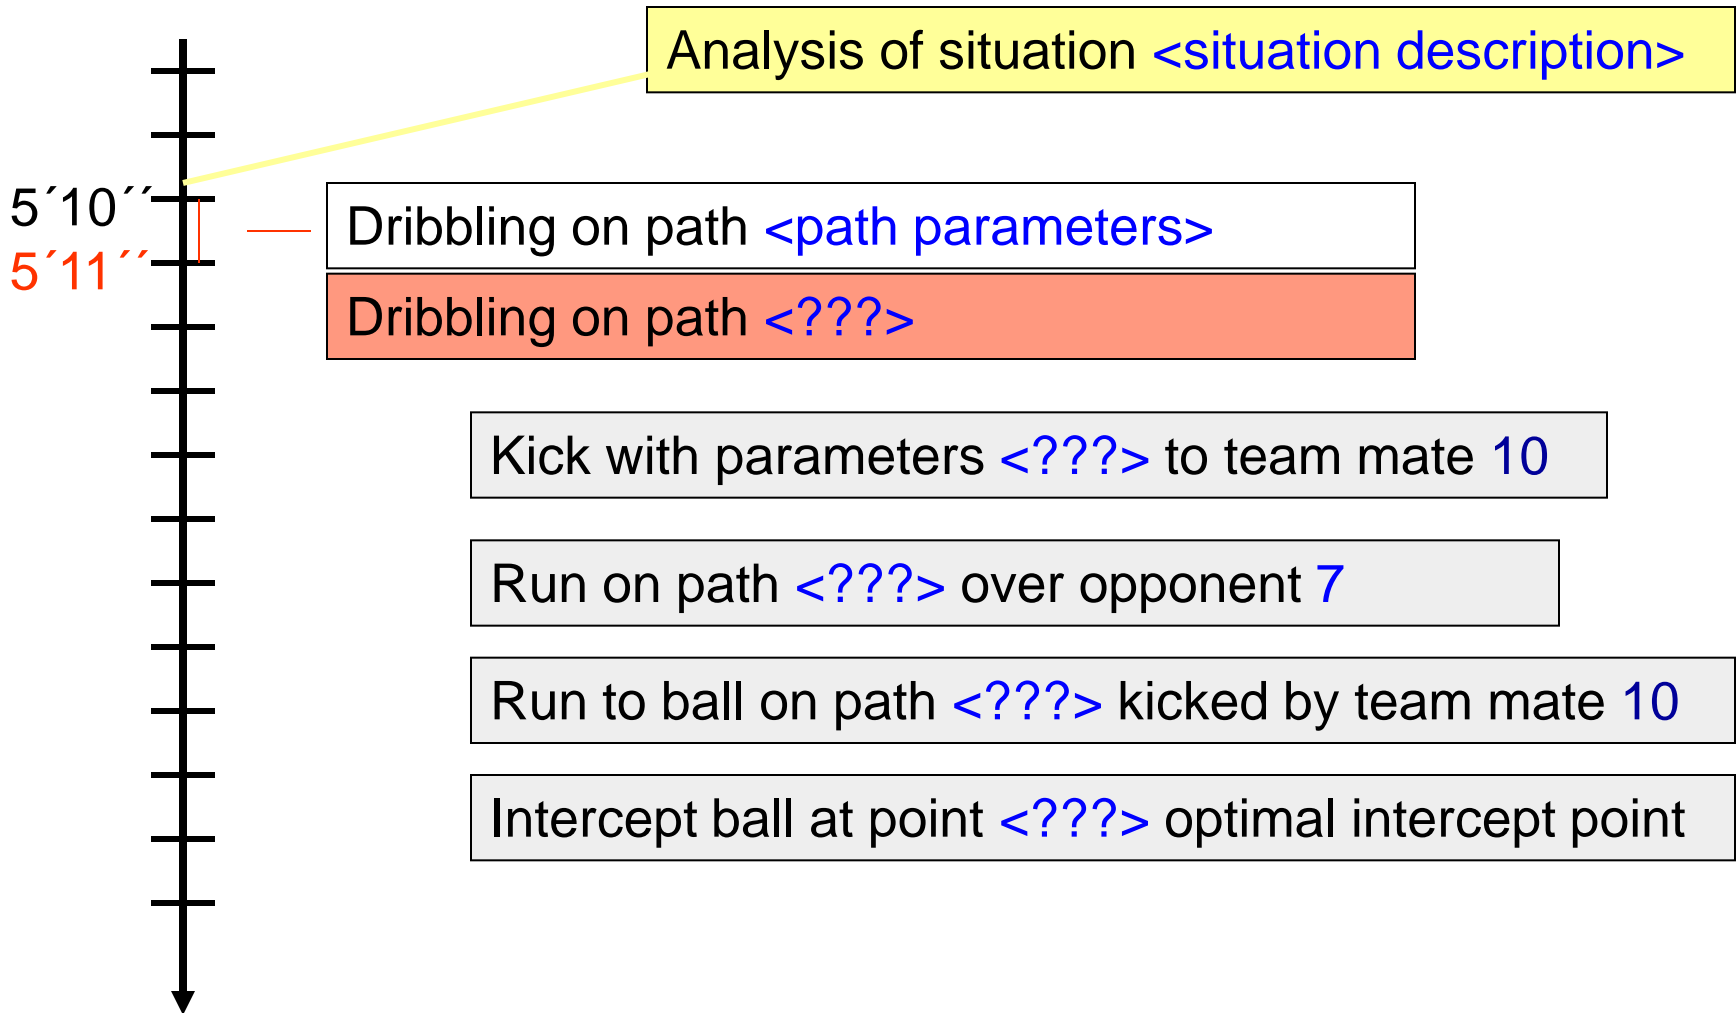 Analysis of situation <situation description>
5´10´´
Dribbling on path <path parameters>
5´11´´
Dribbling on path <???>
Kick with parameters <???> to team mate 10
Run on path <???> over opponent 7
Run to ball on path <???> kicked by team mate 10
Intercept ball at point <???> optimal intercept point